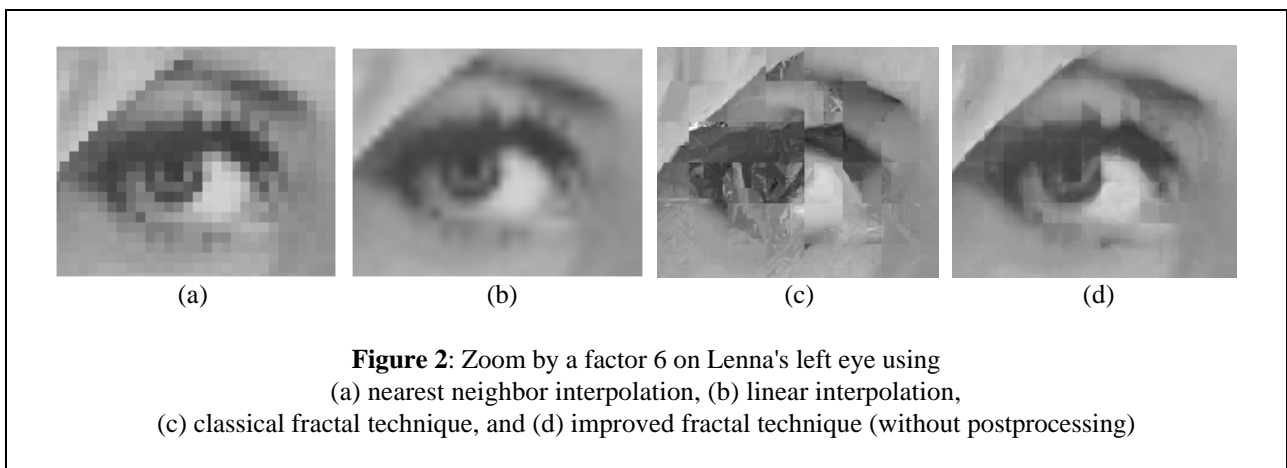 (a)
(b)
(c)
(d)
Figure 2: Zoom by a factor 6 on Lenna's left eye using
(a) nearest neighbor interpolation, (b) linear interpolation,
(c) classical fractal technique, and (d) improved fractal technique (without postprocessing)